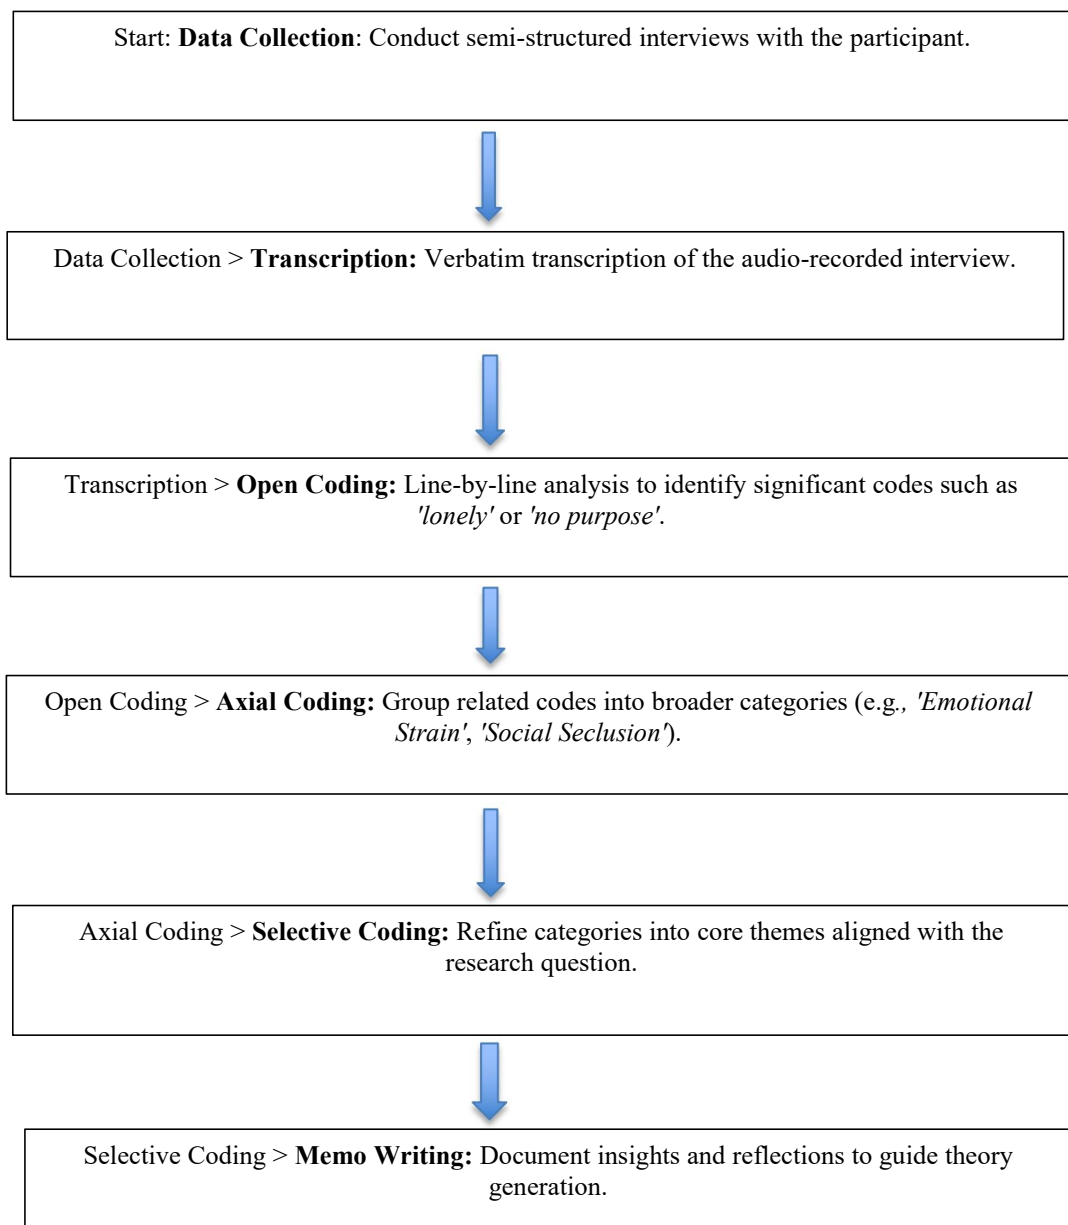 Start: Data Collection: Conduct semi-structured interviews with the participant.
Data Collection > Transcription: Verbatim transcription of the audio-recorded interview.
Transcription > Open Coding: Line-by-line analysis to identify significant codes such as
'lonely' or 'no purpose'.
Open Coding > Axial Coding: Group related codes into broader categories (e.g., 'Emotional
Strain', 'Social Seclusion').
Axial Coding > Selective Coding: Refine categories into core themes aligned with the
research question.
Selective Coding > Memo Writing: Document insights and reflections to guide theory
generation.